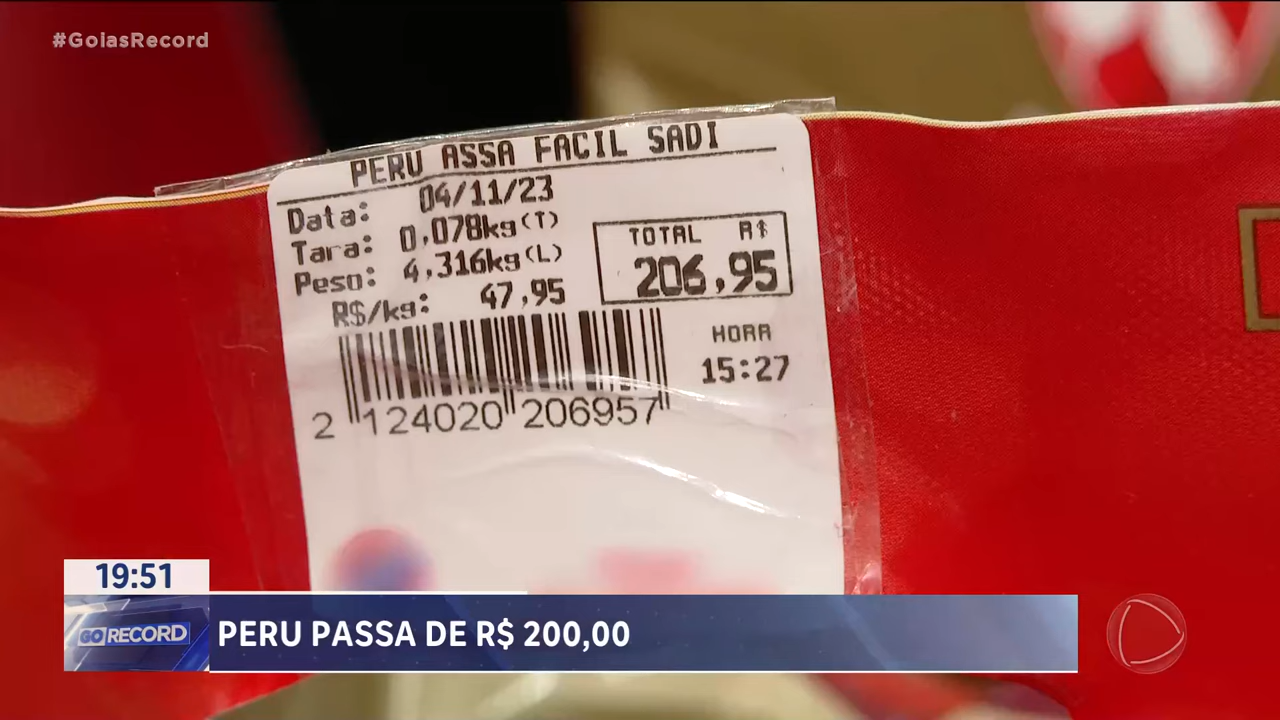 #GoiasRecord
PERU ASSA FACIL SADI
Data: 04/11/23
Tara: 0,078kg(T)
Peso: 4,316kg(L)
R$/kg: 47,95
TOTAL R$
206,95
HORA
15:27
2 124020 206957
19:51
GO RECORD
PERU PASSA DE R$ 200,00